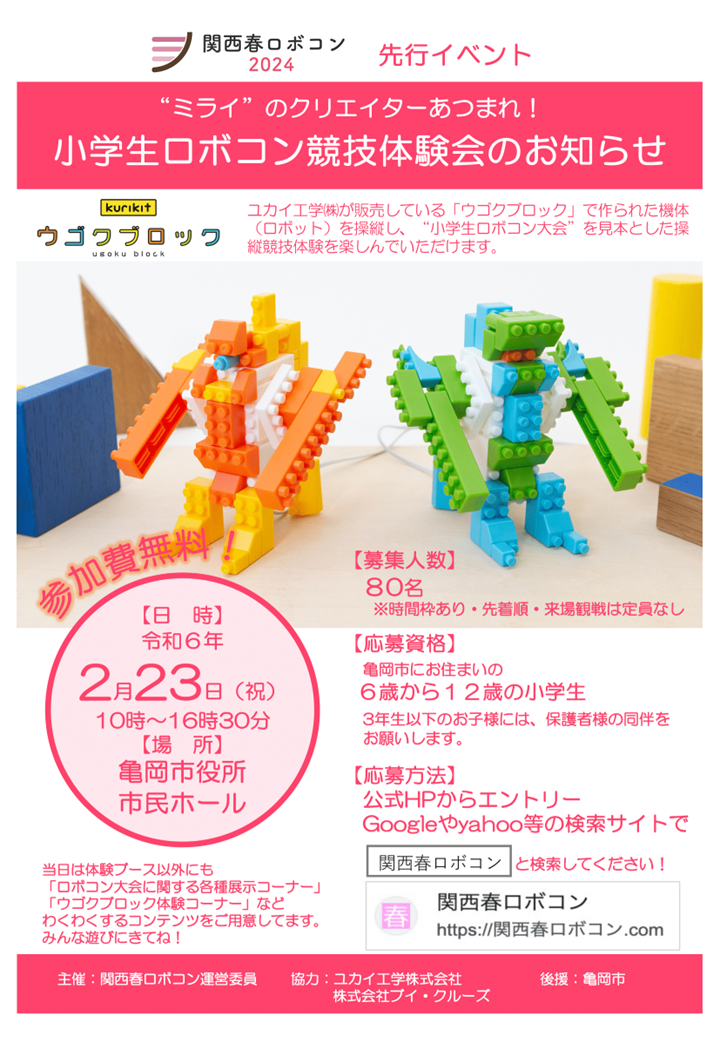 関西春ロボコン
2024
先行イベント
“ミライ”のクリエイターあつまれ！
小学生ロボコン競技体験会のお知らせ
kurikit
ウゴクブロック
ugoku block
ユカイ工学㈱が販売している「ウゴクブロック」で作られた機体
（ロボット）を操縦し、“小学生ロボコン大会”を見本とした操
縦競技体験を楽しんでいただけます。
参加費無料！
【日　時】
令和６年
2月23日（祝）
10時～16時30分
【場　所】
亀岡市役所
市民ホール
【募集人数】
８０名
※時間枠あり・先着順・来場観戦は定員なし
【応募資格】
亀岡市にお住まいの
６歳から１２歳の小学生
3年生以下のお子様には、保護者様の同伴を
お願いします。
【応募方法】
公式HPからエントリー
Googleやyahoo等の検索サイトで
関西春ロボコン と検索してください！
春
関西春ロボコン
https://関西春ロボコン.com
当日は体験ブース以外にも
「ロボコン大会に関する各種展示コーナー」
「ウゴクブロック体験コーナー」など
わくわくするコンテンツをご用意してます。
みんな遊びにきてね！
主催：関西春ロボコン運営委員
協力：ユカイ工学株式会社
株式会社ブイ・クルーズ
後援：亀岡市